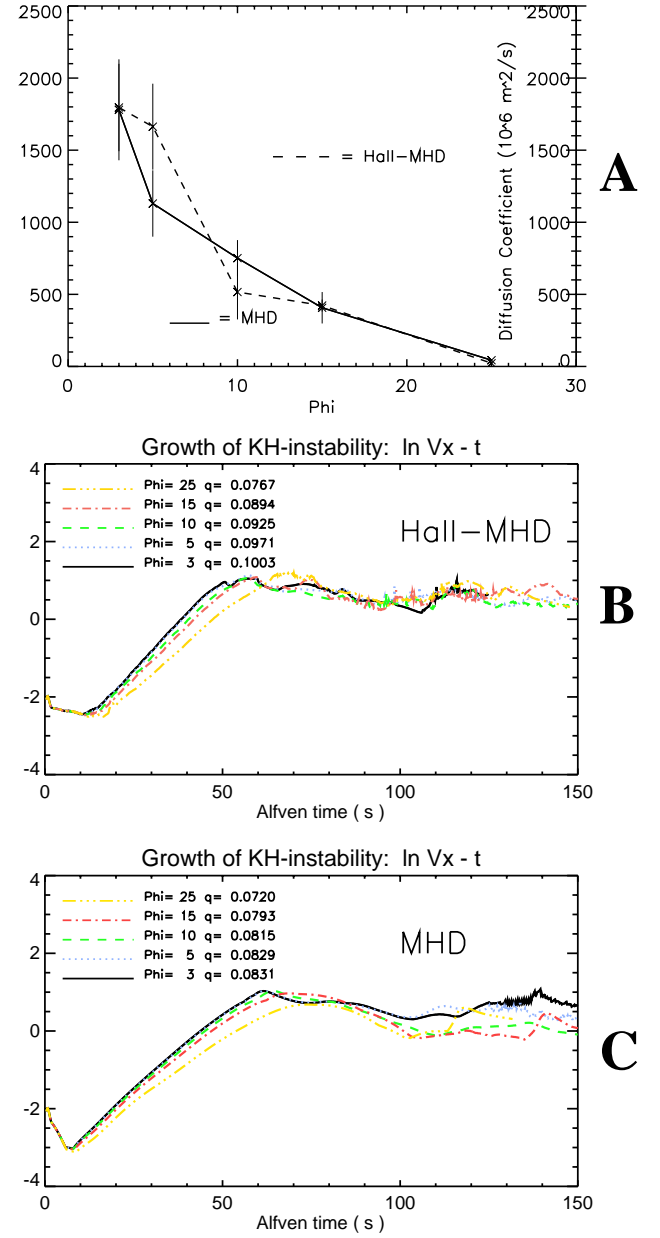 2500 2500
2000 2000
1500 1500
1000 1000
500 500
0 0
0 10 20 30
Phi
Diffusion Coefficient (10^6 m^2/s)
= Hall-MHD
= MHD
A
Growth of KH-instability: ln Vx - t
4
2
0
-2
-4
Phi= 25 q= 0.0767
Phi= 15 q= 0.0894
Phi= 10 q= 0.0925
Phi= 5 q= 0.0971
Phi= 3 q= 0.1003
Hall-MHD
B
0 50 100 150
Alfven time ( s )
Growth of KH-instability: ln Vx - t
4
2
0
-2
-4
Phi= 25 q= 0.0720
Phi= 15 q= 0.0793
Phi= 10 q= 0.0815
Phi= 5 q= 0.0829
Phi= 3 q= 0.0831
MHD
C
0 50 100 150
Alfven time ( s )